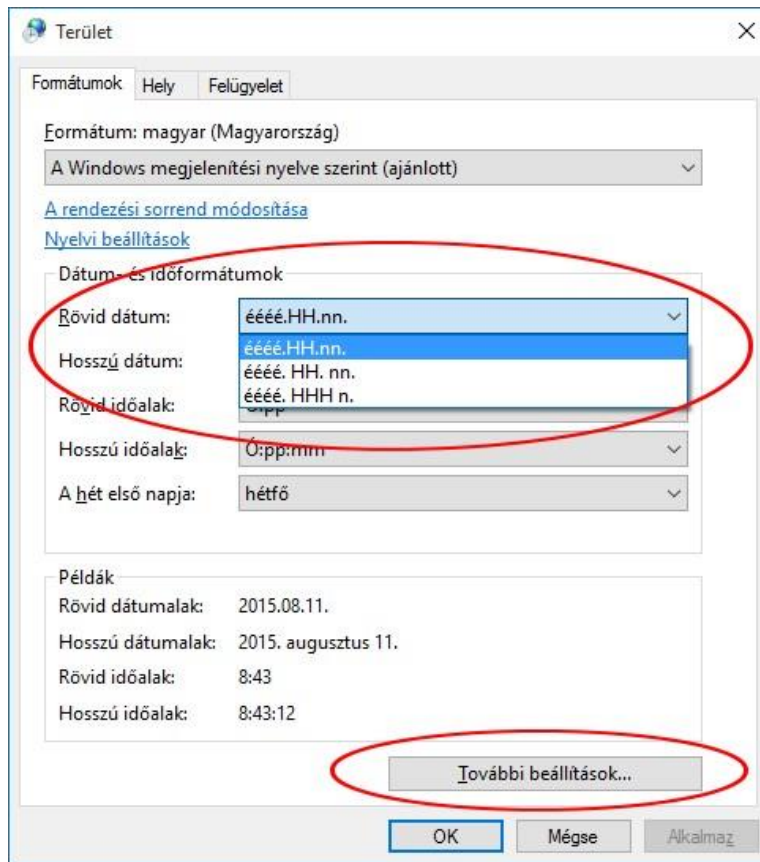 Terület
Formátumok Hely Felügyelet
Formátum: magyar (Magyarország)
A Windows megjelenítési nyelve szerint (ajánlott)
A rendezési sorrend módosítása
Nyelvi beállítások
Dátum- és időformátumok
Rövid dátum: éééé.HH.nn.
éééé.HH.nn.
Hosszú dátum:
éééé. HH. nn.
éééé. HHH n.
Rövid időalak:
Hosszú időalak: Ó:pp:mm
A hét első napja: hétfő
Példák
Rövid dátumalak: 2015.08.11.
Hosszú dátumalak: 2015. augusztus 11.
Rövid időalak: 8:43
Hosszú időalak: 8:43:12
További beállítások...
OK Mégse Alkalmaz